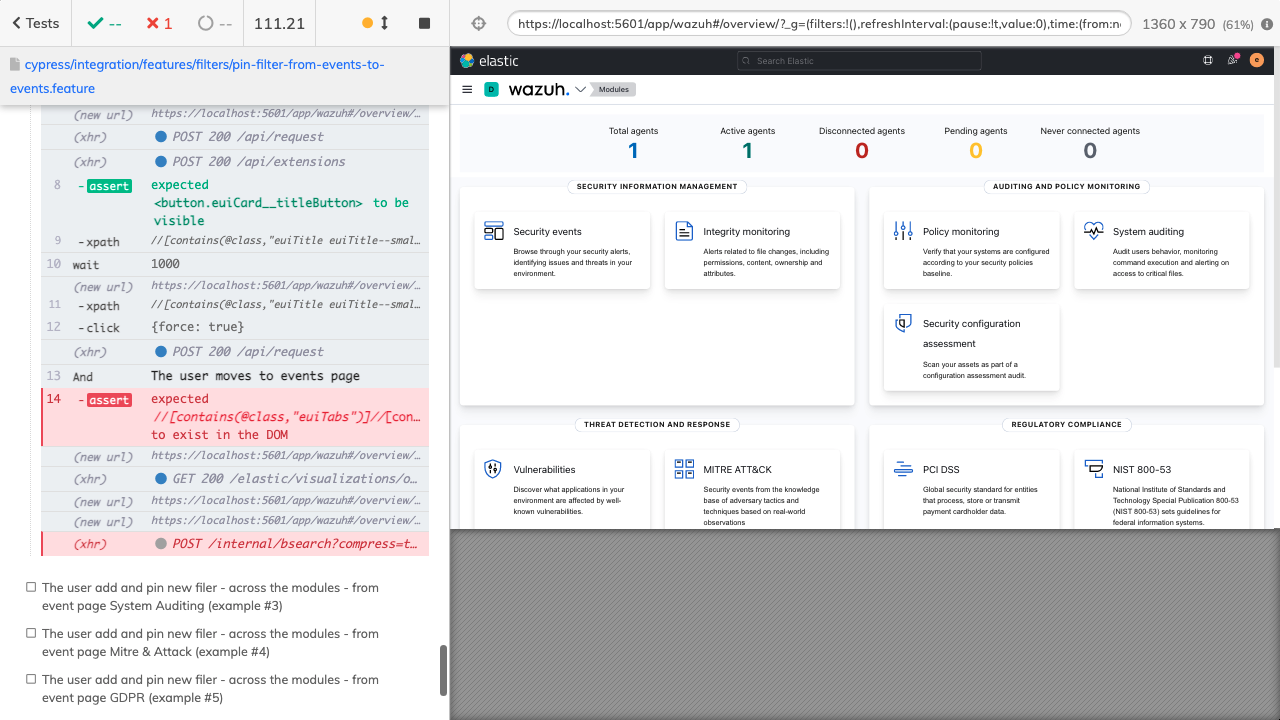 Tests
--
1
--
111.21
https://localhost:5601/app/wazuh#/overview/?_g=(filters:!(),refreshInterval:(pause:!t,value:0),time:(from:n
1360 x 790 (61%)
cypress/integration/features/filters/pin-filter-from-events-to-
events.feature
(new url) https://localhost:5601/app/wazuh#/overview/…
(xhr) POST 200 /api/request
(xhr) POST 200 /api/extensions
8 -assert expected
<button.euiCard__titleButton> to be
visible
9 -xpath //[contains(@class,"euiTitle euiTitle--smal…
10 wait 1000
(new url) https://localhost:5601/app/wazuh#/overview/…
11 -xpath //[contains(@class,"euiTitle euiTitle--smal…
12 -click {force: true}
(xhr) POST 200 /api/request
13 And The user moves to events page
14 -assert expected
//[contains(@class,"euiTabs")]//[con…
to exist in the DOM
(new url) https://localhost:5601/app/wazuh#/overview/…
(xhr) GET 200 /elastic/visualizations/o…
(new url) https://localhost:5601/app/wazuh#/overview/…
(new url) https://localhost:5601/app/wazuh#/overview/…
(xhr) POST /internal/bsearch?compress=t…
The user add and pin new filer - across the modules - from
event page System Auditing (example #3)
The user add and pin new filer - across the modules - from
event page Mitre & Attack (example #4)
The user add and pin new filer - across the modules - from
event page GDPR (example #5)
elastic
Search Elastic
e
D wazuh. Modules
Total agents
1
Active agents
1
Disconnected agents
0
Pending agents
0
Never connected agents
0
SECURITY INFORMATION MANAGEMENT
Security events
Browse through your security alerts,
identifying issues and threats in your
environment.
Integrity monitoring
Alerts related to file changes, including
permissions, content, ownership and
attributes.
AUDITING AND POLICY MONITORING
Policy monitoring
Verify that your systems are configured
according to your security policies
baseline.
System auditing
Audit users behavior, monitoring
command execution and alerting on
access to critical files.
Security configuration
assessment
Scan your assets as part of a
configuration assessment audit.
THREAT DETECTION AND RESPONSE
Vulnerabilities
Discover what applications in your
environment are affected by well-
known vulnerabilities.
MITRE ATT&CK
Security events from the knowledge
base of adversary tactics and
techniques based on real-world
observations
REGULATORY COMPLIANCE
PCI DSS
Global security standard for entities
that process, store or transmit
payment cardholder data.
NIST 800-53
National Institute of Standards and
Technology Special Publication 800-53
(NIST 800-53) sets guidelines for
federal information systems.